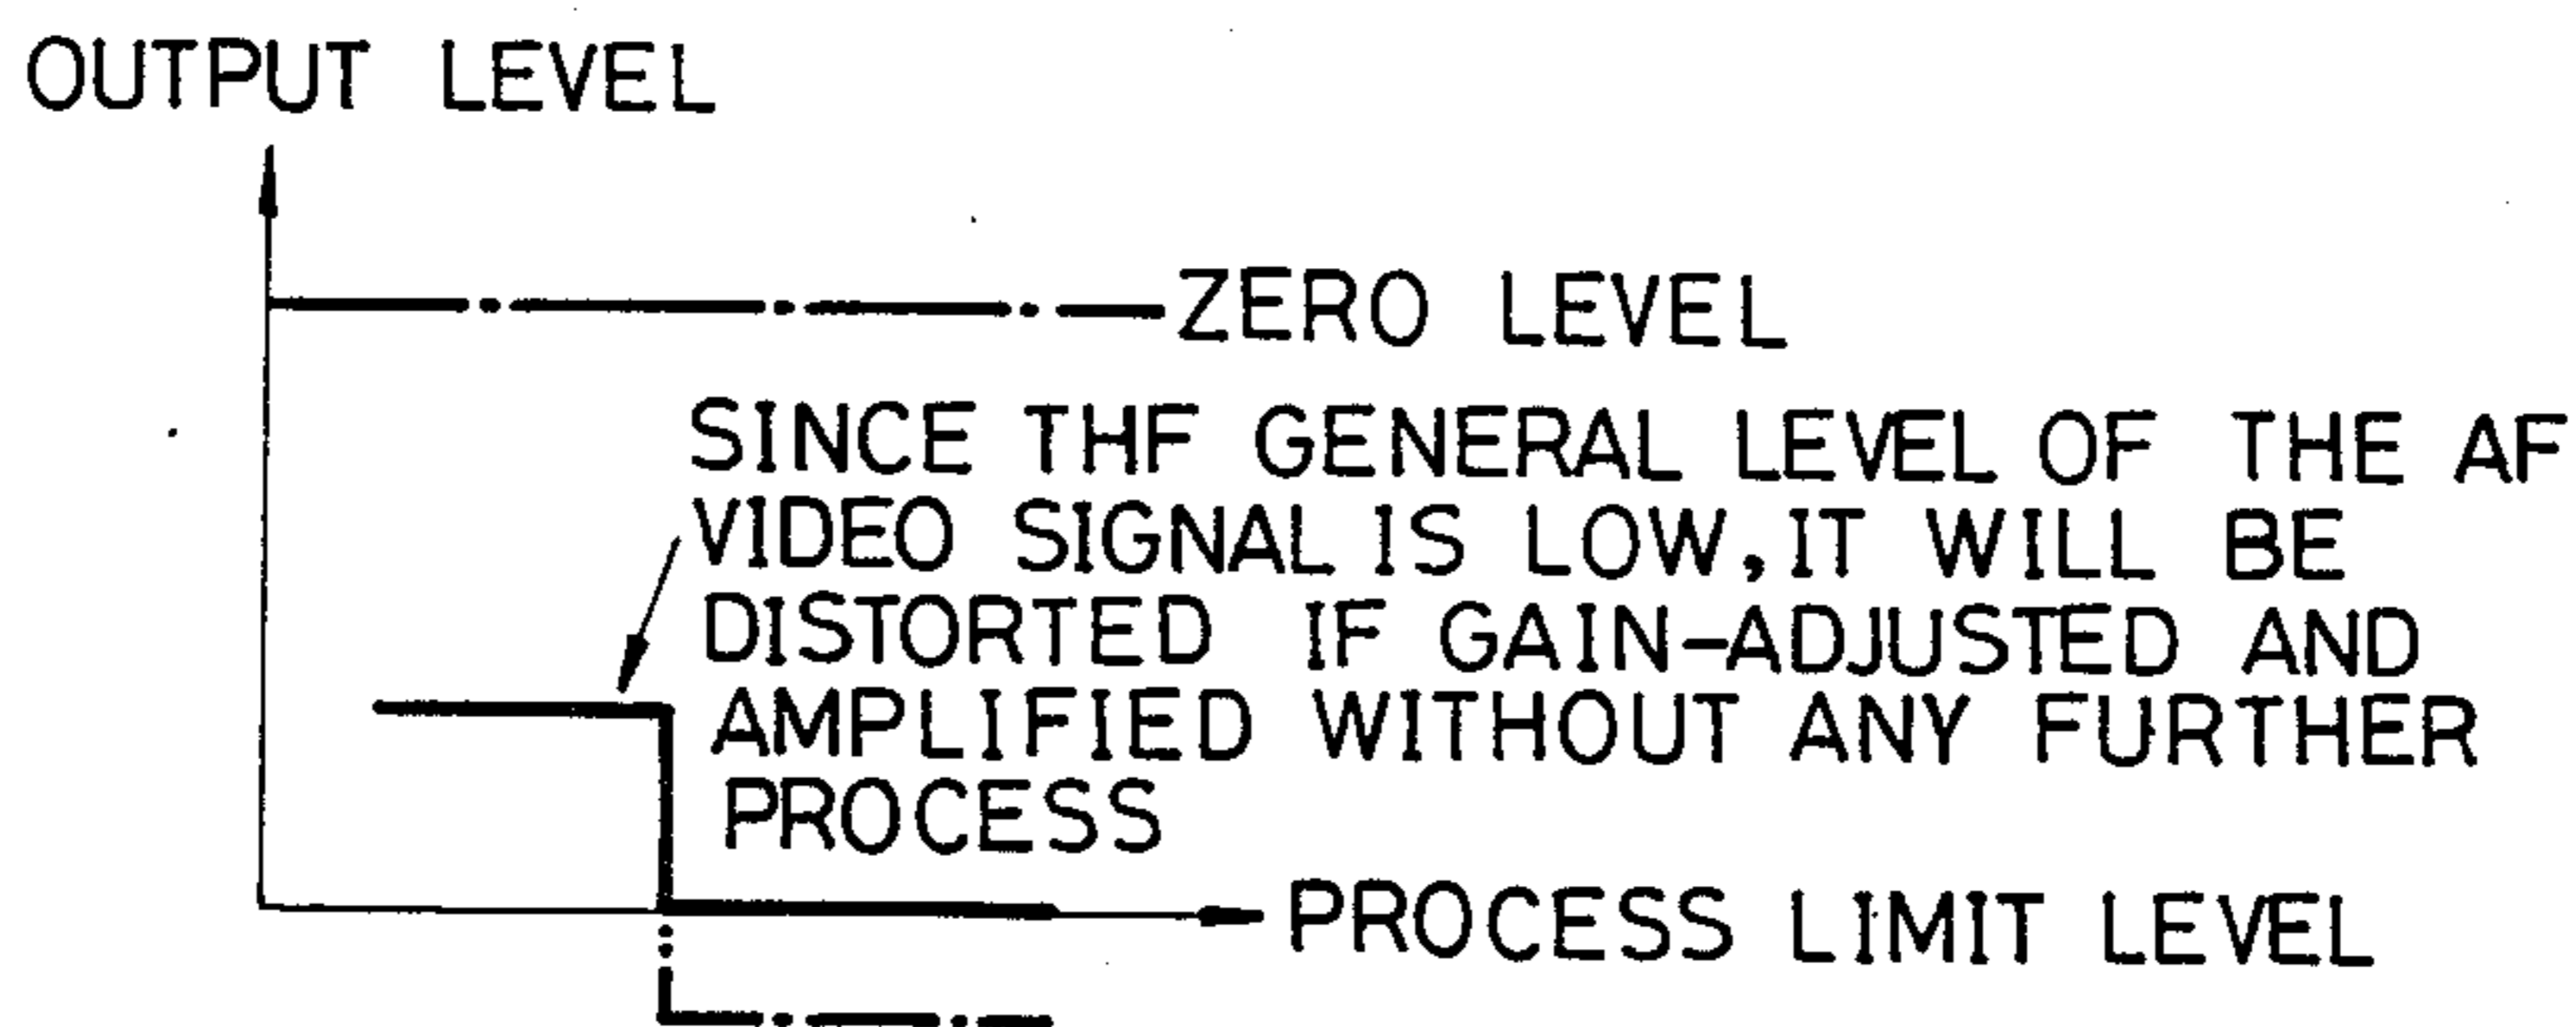 OUTPUT LEVEL
ZERO LEVEL
SINCE THF GENERAL LEVEL OF THE AF
VIDEO SIGNAL IS LOW, IT WILL BE
DISTORTED IF GAIN-ADJUSTED AND
AMPLIFIED WITHOUT ANY FURTHER
PROCESS
PROCESS LIMIT LEVEL